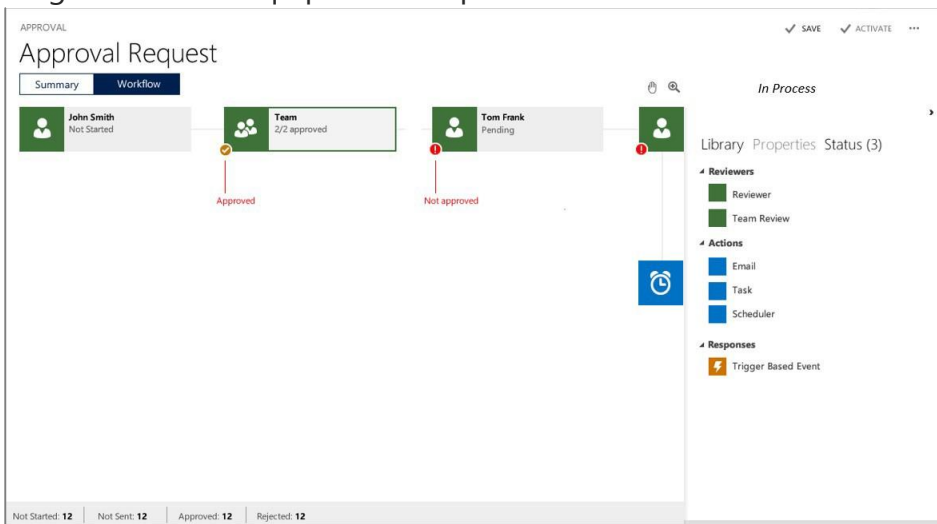 APPROVAL
SAVE ACTIVATE ...
Approval Request
Summary Workflow
In Process
John Smith
Not Started
Team
2/2 approved
Tom Frank
Pending
Approved
Not approved
Library Properties Status (3)
Reviewers
Reviewer
Team Review
Actions
Email
Task
Scheduler
Responses
Trigger Based Event
Not Started: 12 Not Sent: 12 Approved: 12 Rejected: 12